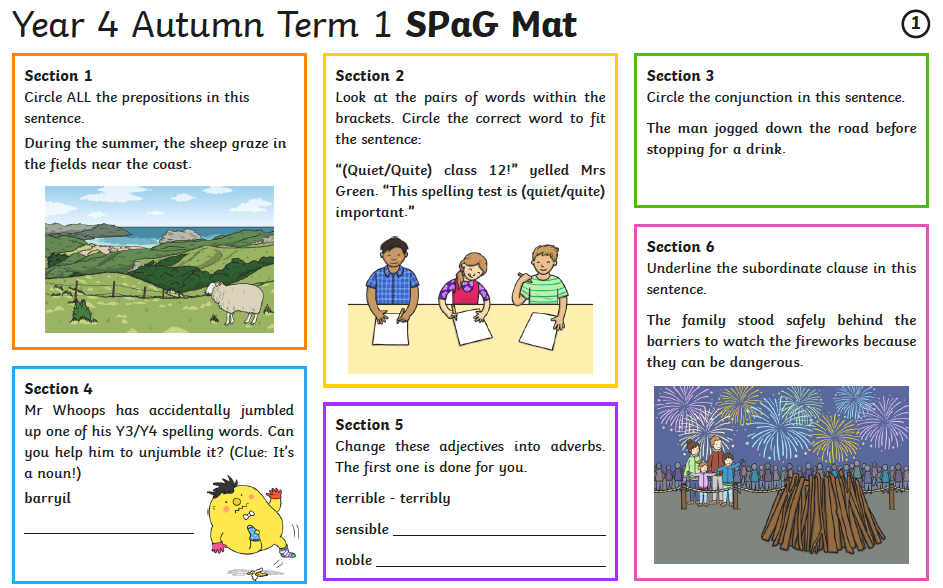 Year 4 Autumn Term 1 SPaG Mat
1
Section 1
Circle ALL the prepositions in this
sentence.
During the summer, the sheep graze in
the fields near the coast.
Section 2
Look at the pairs of words within the
brackets. Circle the correct word to fit
the sentence:
“(Quiet/Quite) class 12!” yelled Mrs
Green. “This spelling test is (quiet/quite)
important.”
Section 3
Circle the conjunction in this sentence.
The man jogged down the road before
stopping for a drink.
Section 4
Mr Whoops has accidentally jumbled
up one of his Y3/Y4 spelling words. Can
you help him to unjumble it? (Clue: It’s
a noun!)
barryil
Section 5
Change these adjectives into adverbs.
The first one is done for you.
terrible - terribly
sensible
noble
Section 6
Underline the subordinate clause in this
sentence.
The family stood safely behind the
barriers to watch the fireworks because
they can be dangerous.